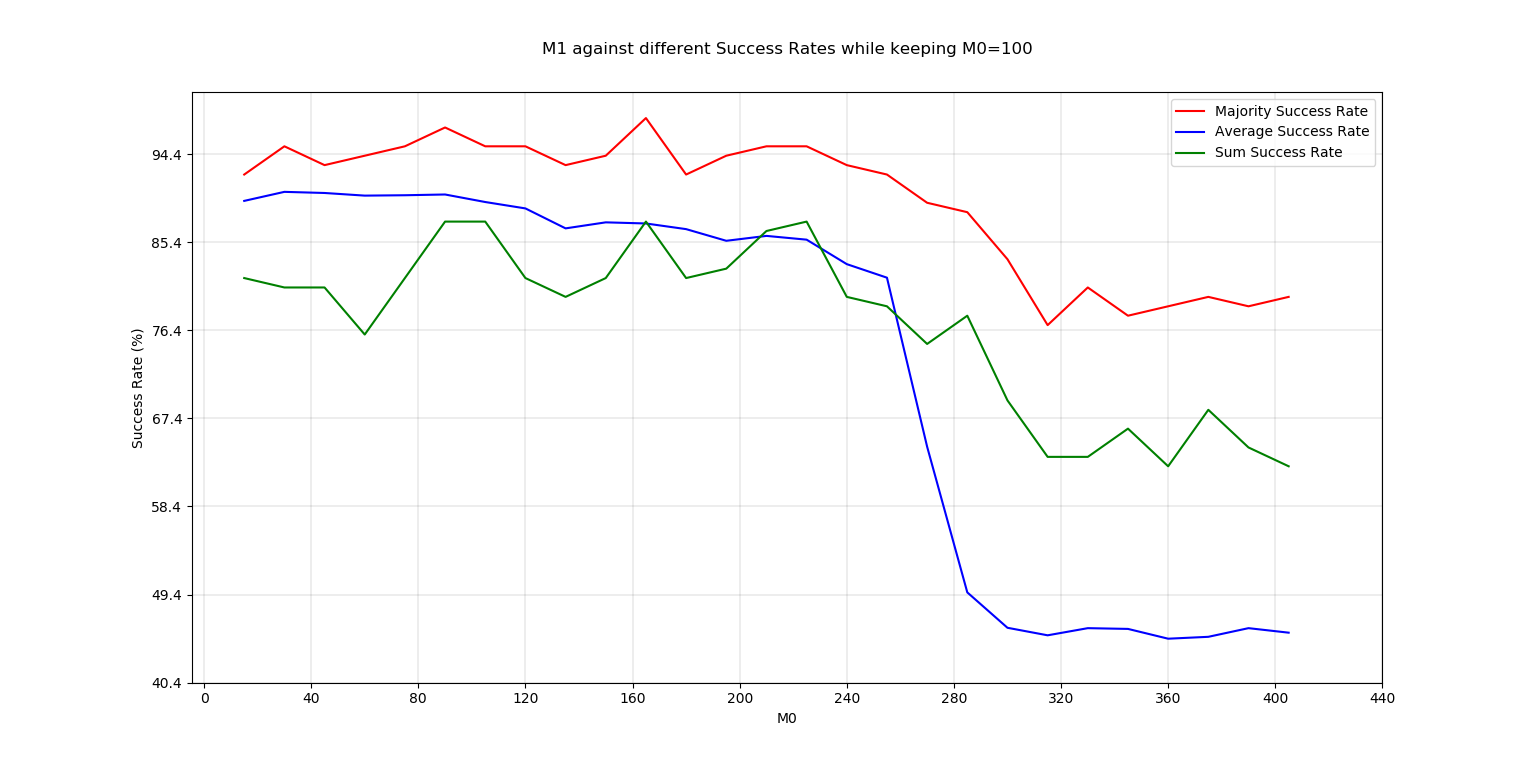 M1 against different Success Rates while keeping M0=100
Majority Success Rate
Average Success Rate
Sum Success Rate
94.4
85.4
76.4
67.4
58.4
49.4
40.4
Success Rate (%)
0 40 80 120 160 200 240 280 320 360 400 440
M0